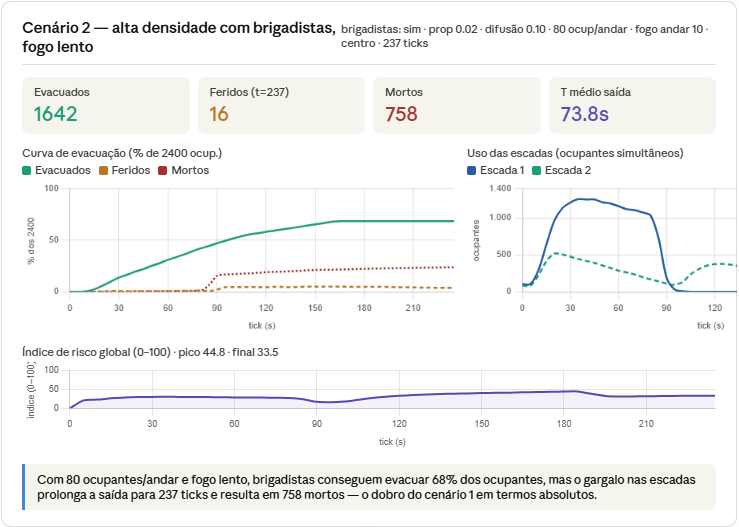 Cenário 2 — alta densidade com brigadistas,
fogo lento
brigadistas: sim · prop 0.02 · difusão 0.10 · 80 ocup/andar · fogo andar 10 ·
centro · 237 ticks
Evacuados
1642
Feridos (t=237)
16
Mortos
758
T médio saída
73.8s
Curva de evacuação (% de 2400 ocup.)
Evacuados Feridos Mortos
% dos 2400
100
50
0
0 30 60 90 120 150 180 210
tick (s)
Uso das escadas (ocupantes simultâneos)
Escada 1 Escada 2
ocupantes
1.400
1.000
500
0
0 30 60 90 120
tick (s)
Índice de risco global (0–100) · pico 44.8 · final 33.5
índice (0–100)
100
50
0
0 30 60 90 120 150 180 210
tick (s)
Com 80 ocupantes/andar e fogo lento, brigadistas conseguem evacuar 68% dos ocupantes, mas o gargalo nas escadas
prolonga a saída para 237 ticks e resulta em 758 mortos — o dobro do cenário 1 em termos absolutos.